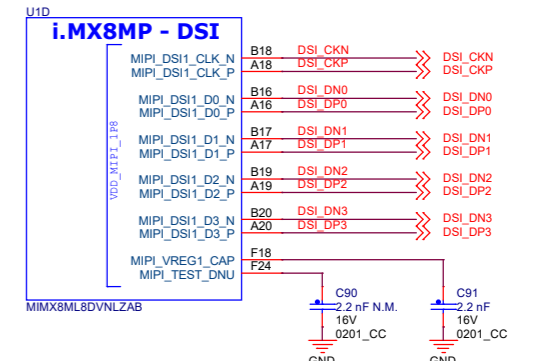 U1D
i.MX8MP - DSI
VDD_MIPI_1P8
MIPI_DSI1_CLK_N B18 DSI_CKN DSI_CKN
MIPI_DSI1_CLK_P A18 DSI_CKP DSI_CKP
MIPI_DSI1_D0_N B16 DSI_DN0 DSI_DN0
MIPI_DSI1_D0_P A16 DSI_DP0 DSI_DP0
MIPI_DSI1_D1_N B17 DSI_DN1 DSI_DN1
MIPI_DSI1_D1_P A17 DSI_DP1 DSI_DP1
MIPI_DSI1_D2_N B19 DSI_DN2 DSI_DN2
MIPI_DSI1_D2_P A19 DSI_DP2 DSI_DP2
MIPI_DSI1_D3_N B20 DSI_DN3 DSI_DN3
MIPI_DSI1_D3_P A20 DSI_DP3 DSI_DP3
MIPI_VREG1_CAP F18
MIPI_TEST_DNU F24
MIMX8ML8DVNLZAB
C90
2.2 nF N.M.
16V
0201_CC
GND
C91
2.2 nF
16V
0201_CC
GND